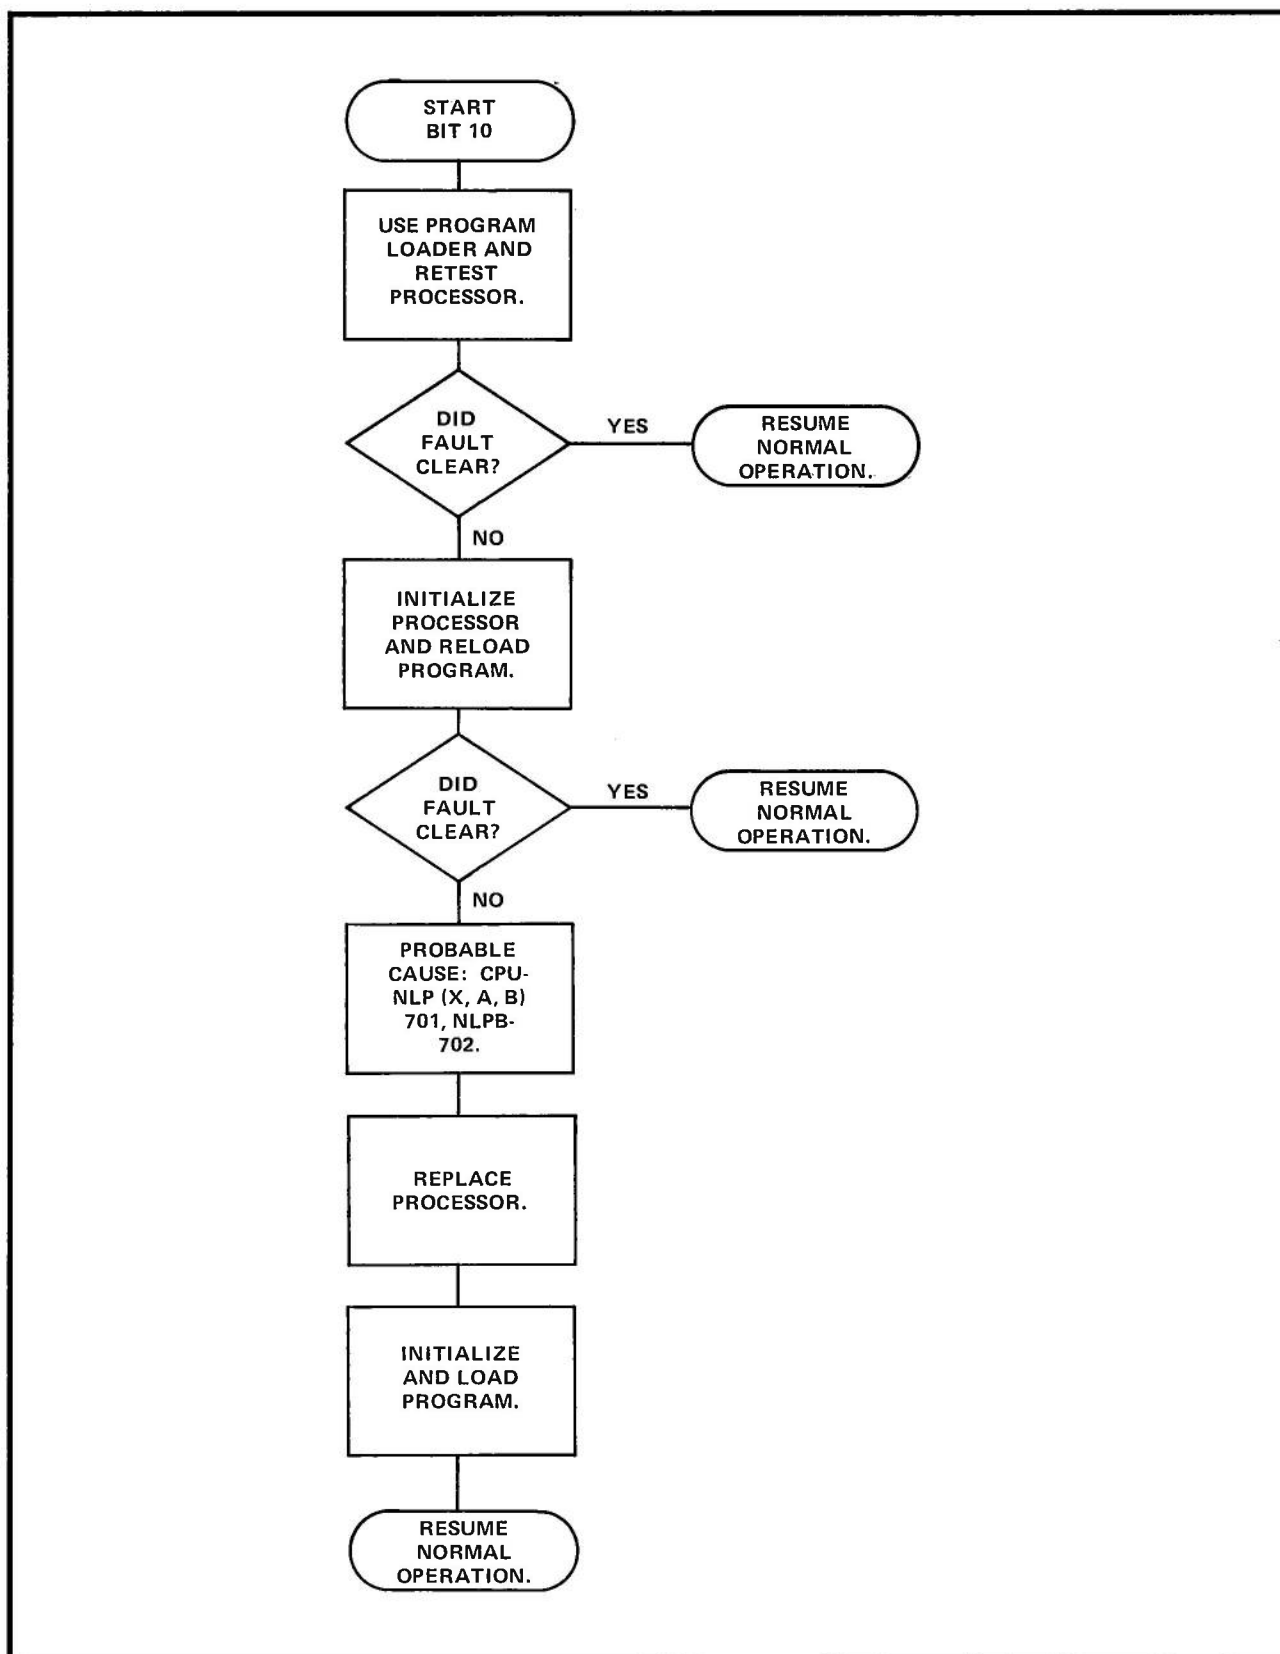 START
BIT 10
USE PROGRAM
LOADER AND
RETEST
PROCESSOR.
DID
FAULT
CLEAR?
YES
RESUME
NORMAL
OPERATION.
NO
INITIALIZE
PROCESSOR
AND RELOAD
PROGRAM.
DID
FAULT
CLEAR?
YES
RESUME
NORMAL
OPERATION.
NO
PROBABLE
CAUSE: CPU-
NLP (X, A, B)
701, NLPB-
702.
REPLACE
PROCESSOR.
INITIALIZE
AND LOAD
PROGRAM.
RESUME
NORMAL
OPERATION.